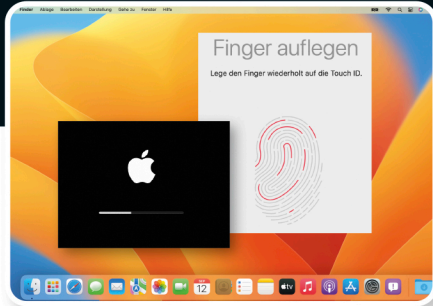 Finder Ablage Bearbeiten Darstellung Gehe zu Fenster Hilfe
Finger auflegen
Lege den Finger wiederholt auf die Touch ID.
12
tv